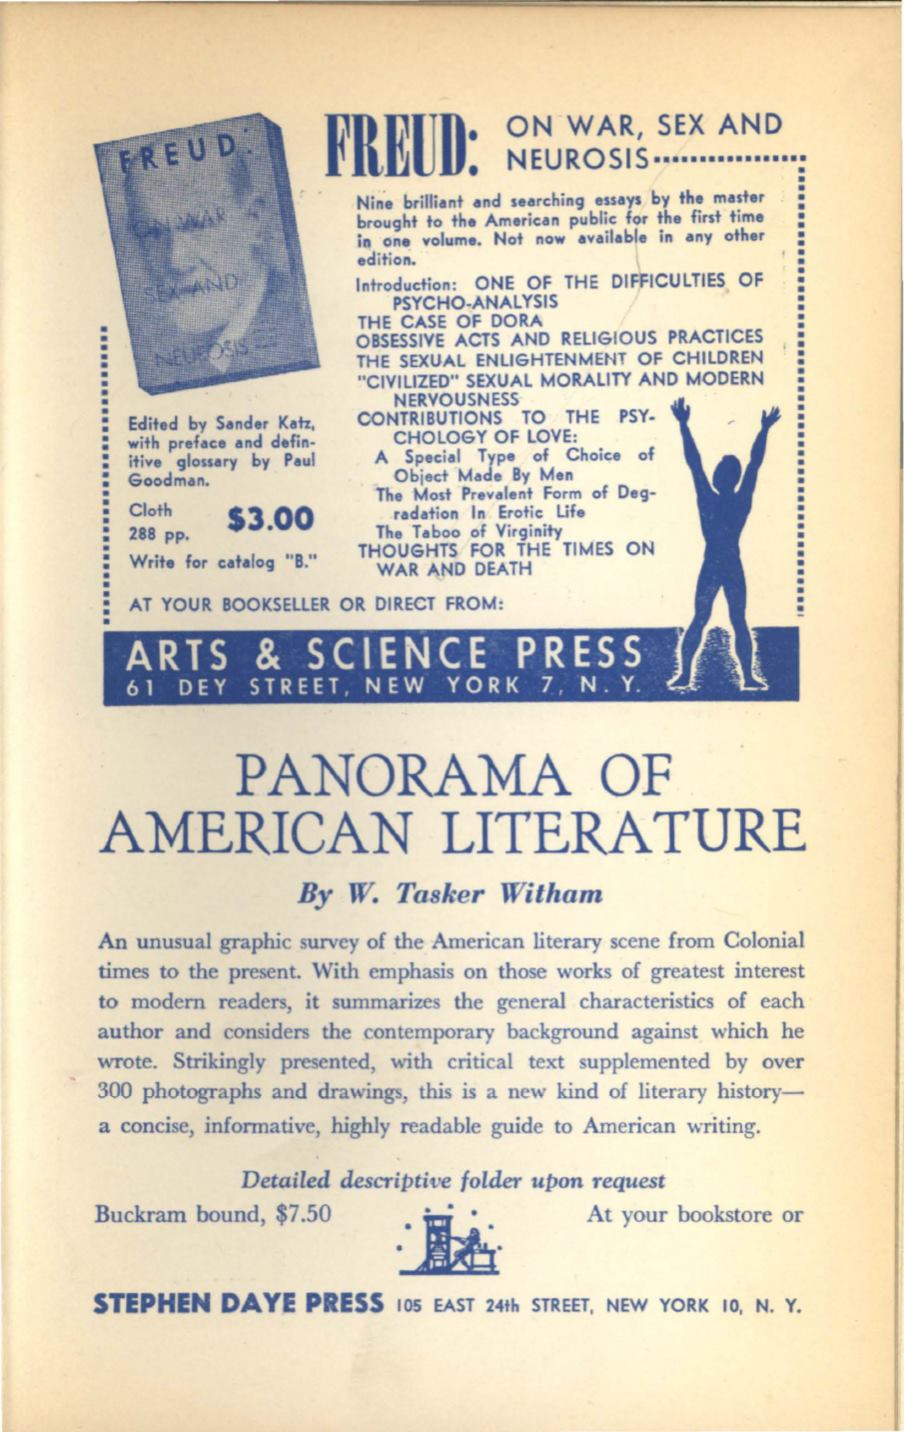 FREUD:
ON WAR
SEX AND
NEUROSIS
FREUD:
ON WAR, SEX AND
NEUROSIS
Nine brilliant and searching essays by the master
brought to the American public for the first time
in one volume. Not now available in any other
edition.
Introduction: ONE OF THE DIFFICULTIES OF
PSYCHO-ANALYSIS
THE CASE OF DORA
OBSESSIVE ACTS AND RELIGIOUS PRACTICES
THE SEXUAL ENLIGHTENMENT OF CHILDREN
"CIVILIZED" SEXUAL MORALITY AND MODERN
NERVOUSNESS
CONTRIBUTIONS TO THE PSY-
CHOLOGY OF LOVE:
A Special Type of Choice of
Object Made By Men
The Most Prevalent Form of Deg-
radation In Erotic Life
The Taboo of Virginity
THOUGHTS FOR THE TIMES ON
WAR AND DEATH
Edited by Sander Katz,
with preface and defin-
itive glossary by Paul
Goodman.
Cloth
288 pp. $3.00
Write for catalog "B."
AT YOUR BOOKSELLER OR DIRECT FROM:
ARTS & SCIENCE PRESS
61 DEY STREET, NEW YORK 7, N. Y.
PANORAMA OF
AMERICAN LITERATURE
By W. Tasker Witham
An unusual graphic survey of the American literary scene from Colonial
times to the present. With emphasis on those works of greatest interest
to modern readers, it summarizes the general characteristics of each
author and considers the contemporary background against which he
wrote. Strikingly presented, with critical text supplemented by over
300 photographs and drawings, this is a new kind of literary history—
a concise, informative, highly readable guide to American writing.
Detailed descriptive folder upon request
Buckram bound, $7.50 At your bookstore or
STEPHEN DAYE PRESS 105 EAST 24th STREET, NEW YORK 10, N. Y.